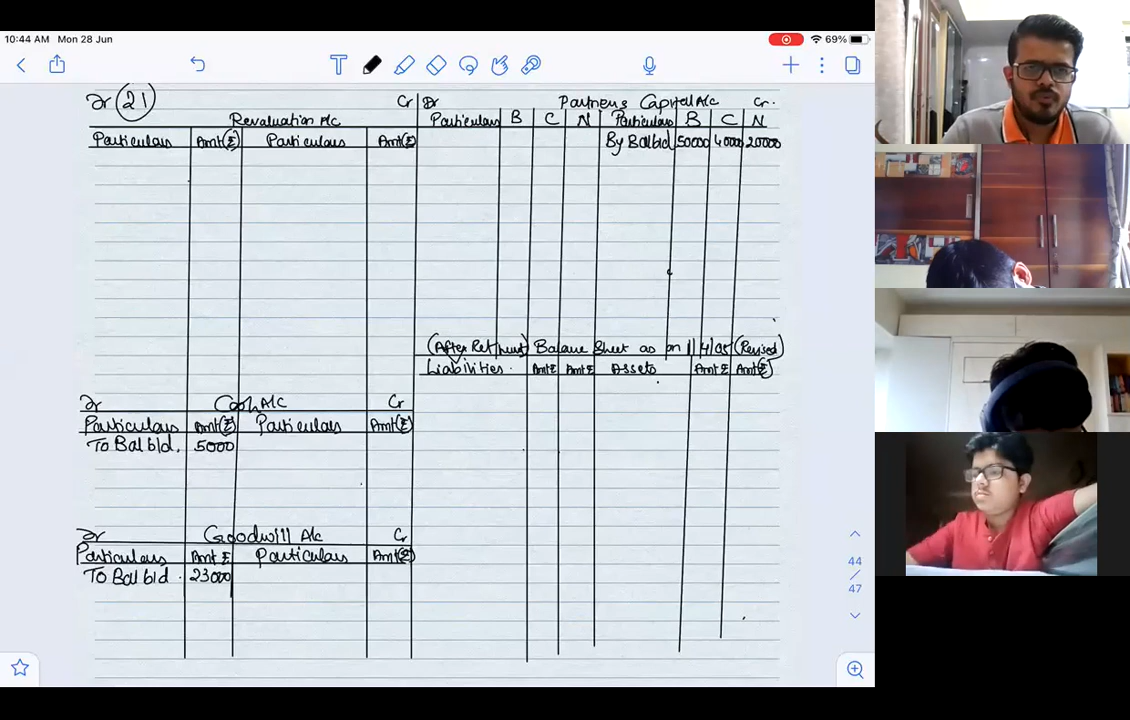 10:44 AM Mon 28 Jun
69%
Dr (21) Cr
Revaluation A/c
Particulars Amt(₹) Particulars Amt(₹)
Dr Partners Capital A/c Cr.
Particulars B C N Particulars B C N
By Bal b/d 50000 40000 20000
(After Ret) Balance Sheet as on 1/4/05 (Revised)
Liabilities. Amt ₹ Amt ₹ Assets Amt ₹ Amt(₹)
Dr Cash A/c Cr
Particulars Amt(₹) Particulars Amt(₹)
To Bal b/d. 5000
Dr Goodwill A/c Cr
Particulars Amt ₹ Particulars Amt(₹)
To Bal b/d. 23000
44
/
47